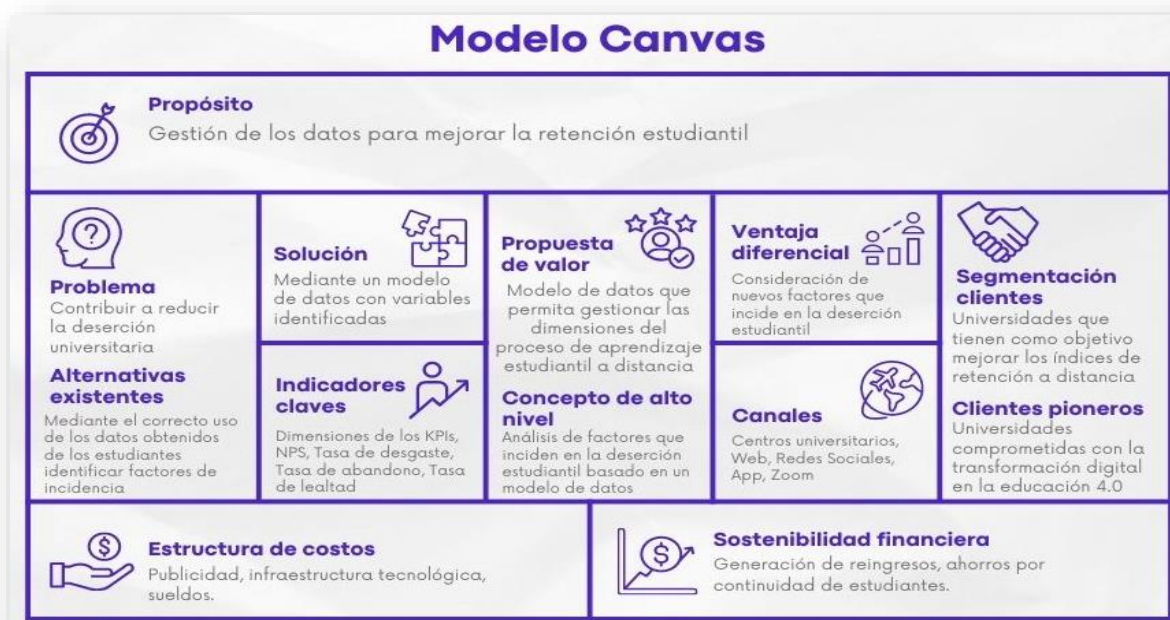 Modelo Canvas
Propósito
Gestión de los datos para mejorar la retención estudiantil
Problema
Contribuir a reducir
la deserción
universitaria
Alternativas
existentes
Mediante el correcto uso
de los datos obtenidos
de los estudiantes
identificar factores de
incidencia
Solución
Mediante un modelo
de datos con variables
identificadas
Indicadores
claves
Dimensiones de los KPIs,
NPS, Tasa de desgaste,
Tasa de abandono, Tasa
de lealtad
Propuesta
de valor
Modelo de datos que
permita gestionar las
dimensiones del
proceso de aprendizaje
estudiantil a distancia
Concepto de alto
nivel
Análisis de factores que
inciden en la deserción
estudiantil basado en un
modelo de datos
Ventaja
diferencial
Consideración de
nuevos factores que
incide en la deserción
estudiantil
Canales
Centros universitarios,
Web, Redes Sociales,
App, Zoom
Segmentación
clientes
Universidades que
tienen como objetivo
mejorar los índices de
retención a distancia
Clientes pioneros
Universidades
comprometidas con la
transformación digital
en la educación 4.0
Estructura de costos
Publicidad, infraestructura tecnológica,
sueldos.
Sostenibilidad financiera
Generación de reingresos, ahorros por
continuidad de estudiantes.